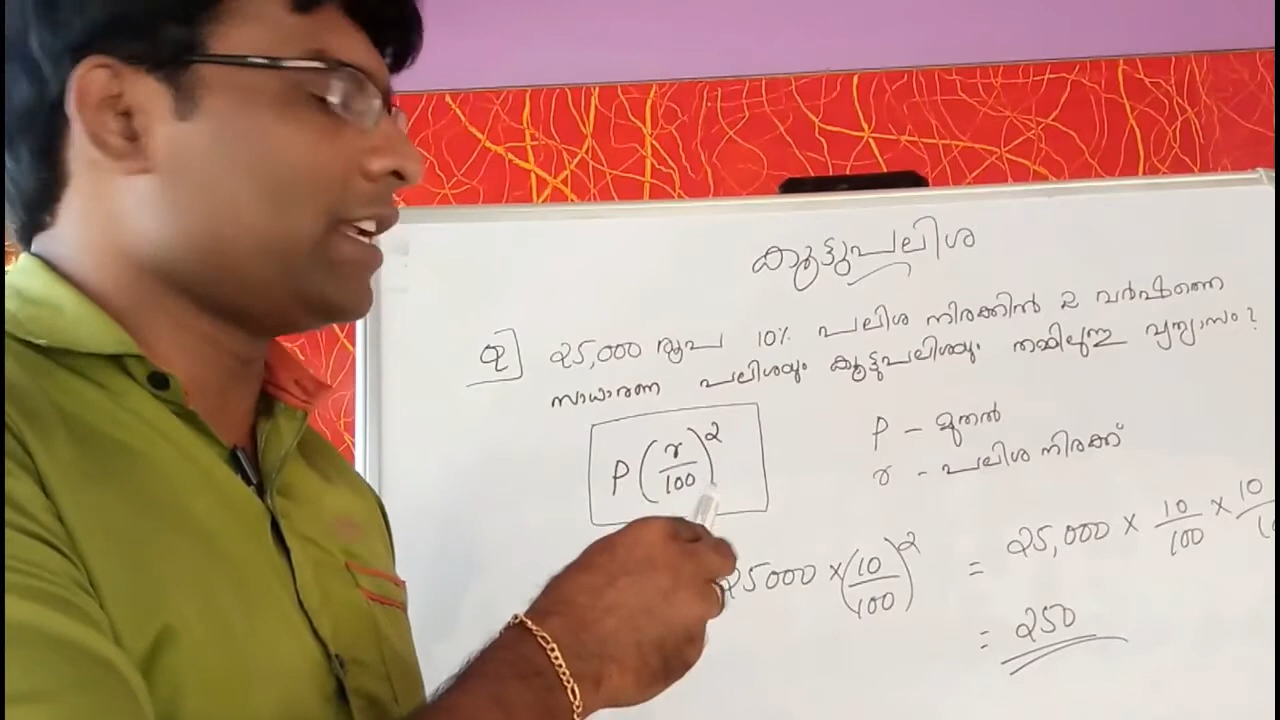 കൂട്ടുപലിശ
Q] 25,000 രൂപ 10% പലിശ നിരക്കിൽ 2 വർഷത്തെ
സാധാരണ പലിശയും കൂട്ടുപലിശയും തമ്മിലുള്ള വ്യത്യാസം?
P (r/100)²
P - മുതൽ
r - പലിശ നിരക്ക്
25000 × (10/100)² = 25,000 × 10/100 × 10/
= 250